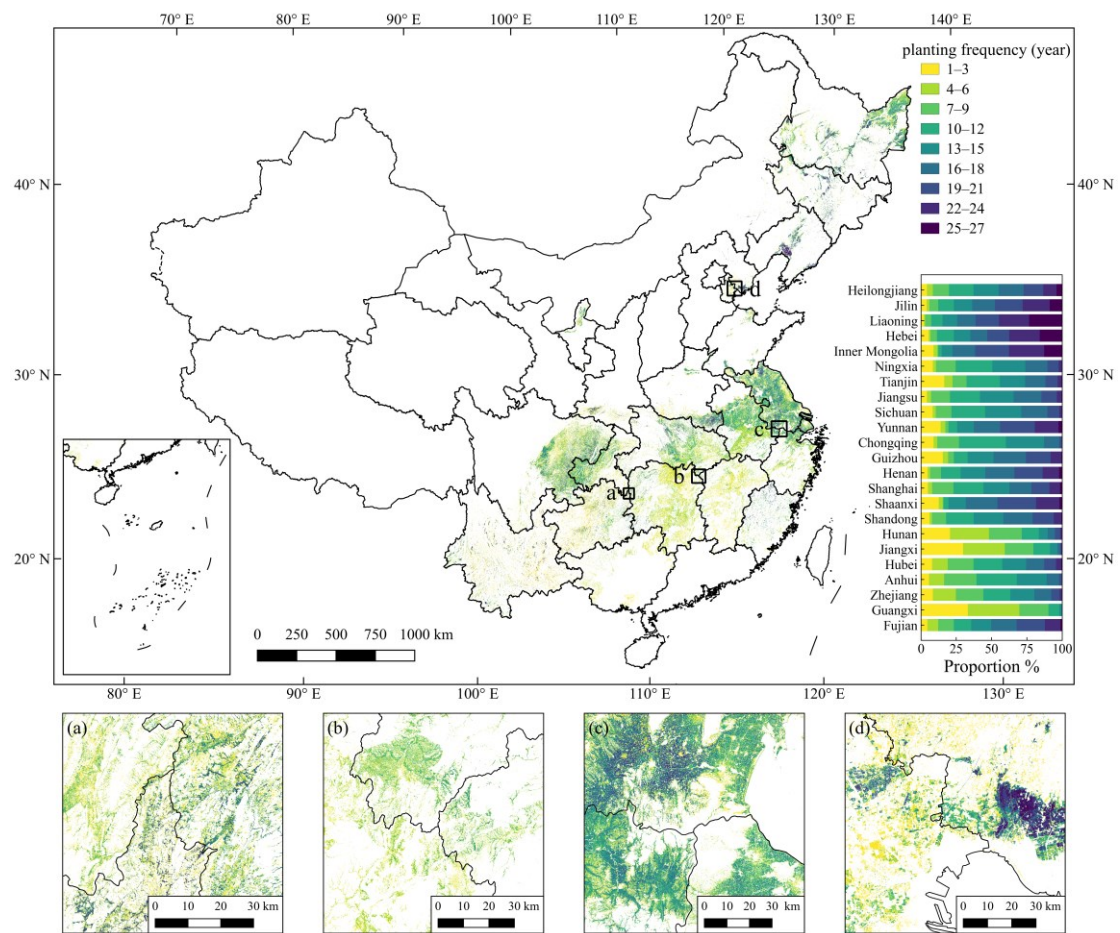 70° E 80° E 90° E 100° E 110° E 120° E 130° E 140° E
planting frequency (year)
1–3
4–6
7–9
10–12
13–15
16–18
19–21
22–24
25–27
40° N 40° N
30° N 30° N
20° N 20° N
a
b
c
d
Heilongjiang
Jilin
Liaoning
Hebei
Inner Mongolia
Ningxia
Tianjin
Jiangsu
Sichuan
Yunnan
Chongqing
Guizhou
Henan
Shanghai
Shaanxi
Shandong
Hunan
Jiangxi
Hubei
Anhui
Zhejiang
Guangxi
Fujian
0 25 50 75 100
Proportion %
0 250 500 750 1000 km
80° E 90° E 100° E 110° E 120° E 130° E
(a)
0 10 20 30 km
(b)
0 10 20 30 km
(c)
0 10 20 30 km
(d)
0 10 20 30 km